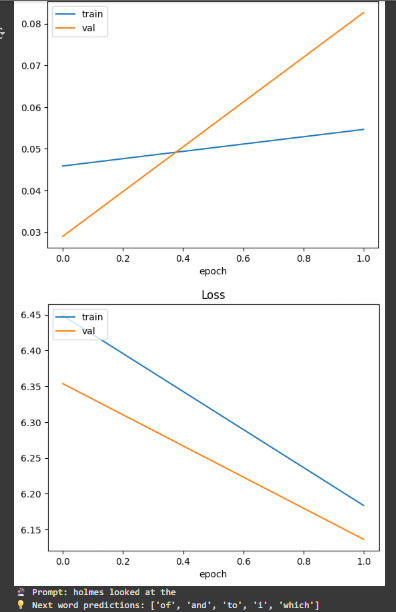 train
val
0.08
0.07
0.06
0.05
0.04
0.03
0.0 0.2 0.4 0.6 0.8 1.0
epoch
Loss
train
val
6.45
6.40
6.35
6.30
6.25
6.20
6.15
0.0 0.2 0.4 0.6 0.8 1.0
epoch
Prompt: holmes looked at the
Next word predictions: ['of', 'and', 'to', 'i', 'which']